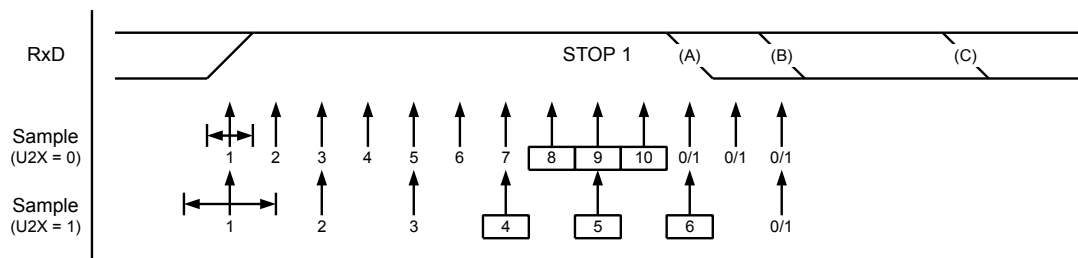 RxD
STOP 1
(A)
(B)
(C)
Sample
(U2X = 0)
1 2 3 4 5 6 7 8 9 10 0/1 0/1 0/1
Sample
(U2X = 1)
1 2 3 4 5 6 0/1